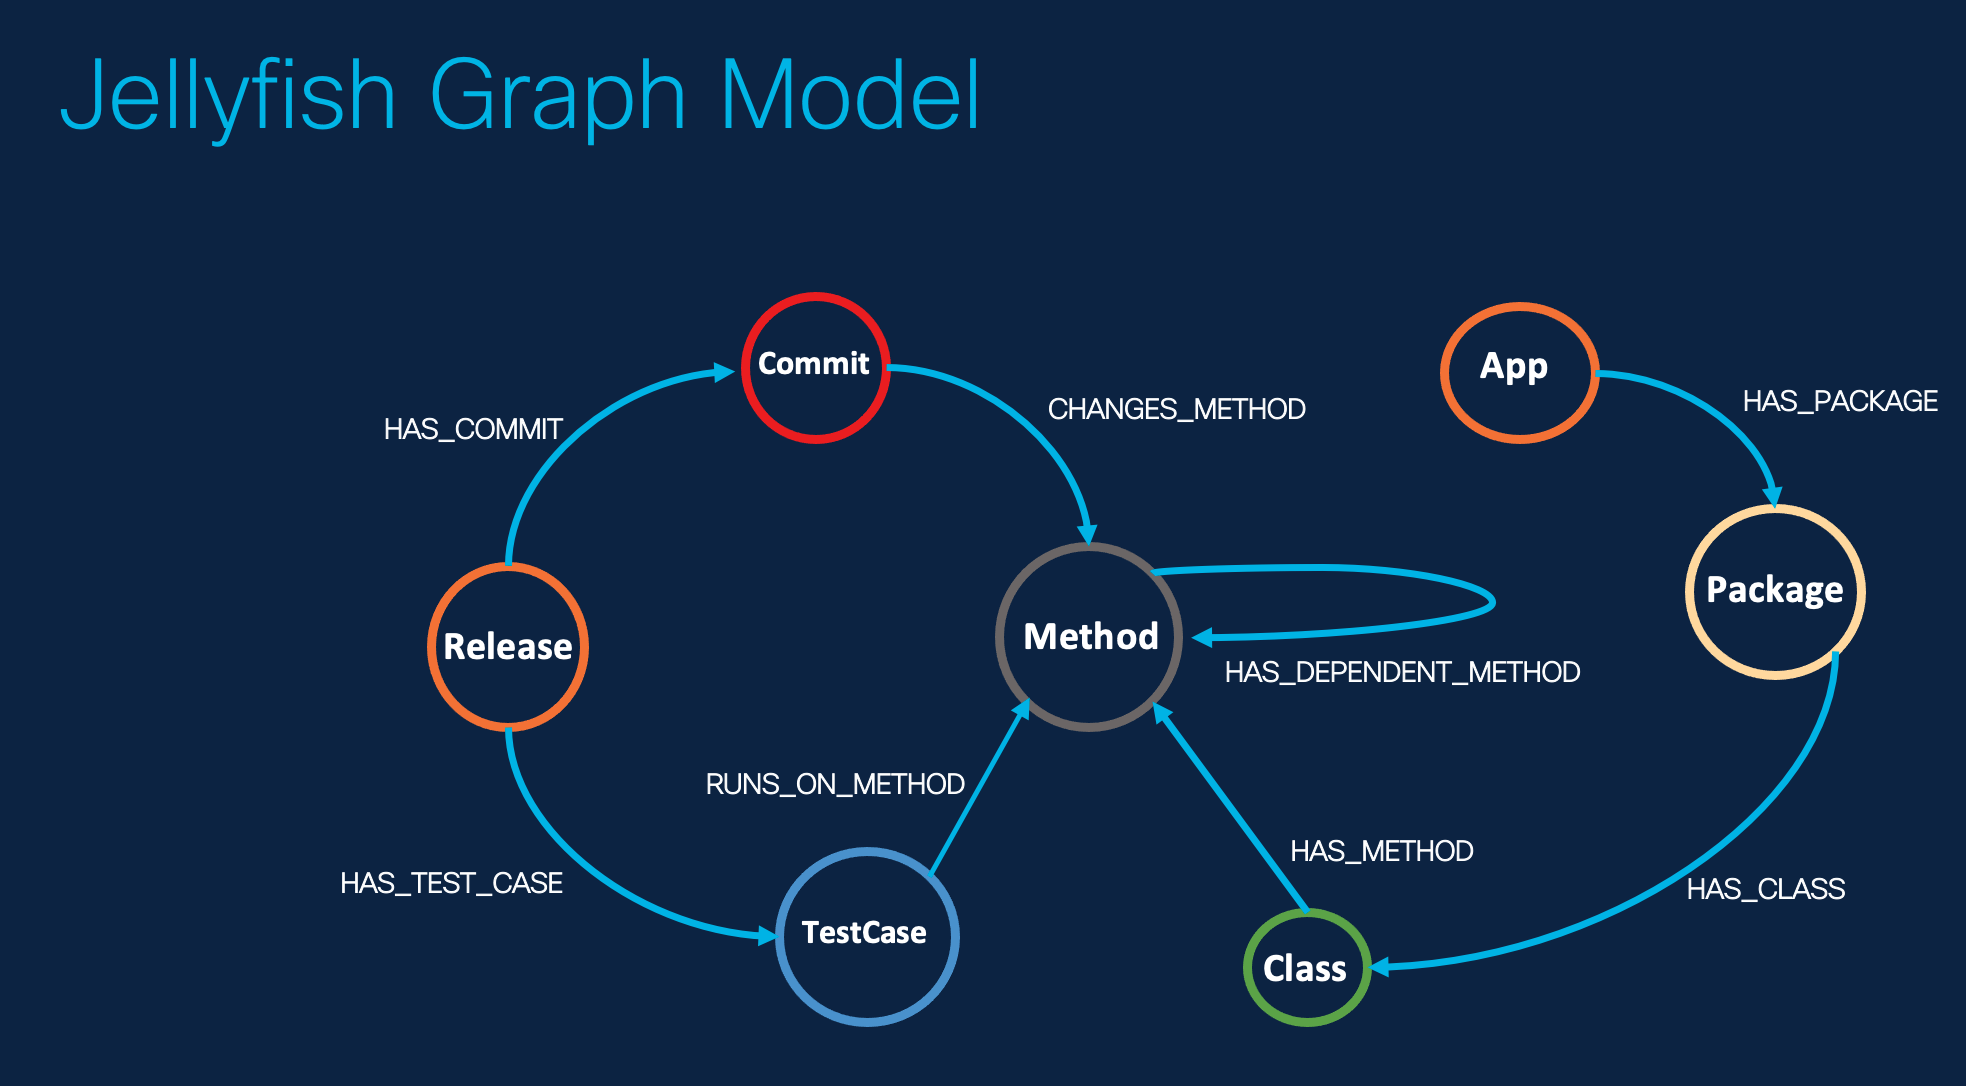 Jellyfish Graph Model
Commit
App
HAS_PACKAGE
CHANGES_METHOD
HAS_COMMIT
Package
Method
Release
HAS_DEPENDENT_METHOD
RUNS_ON_METHOD
HAS_METHOD
HAS_TEST_CASE
HAS_CLASS
TestCase
Class